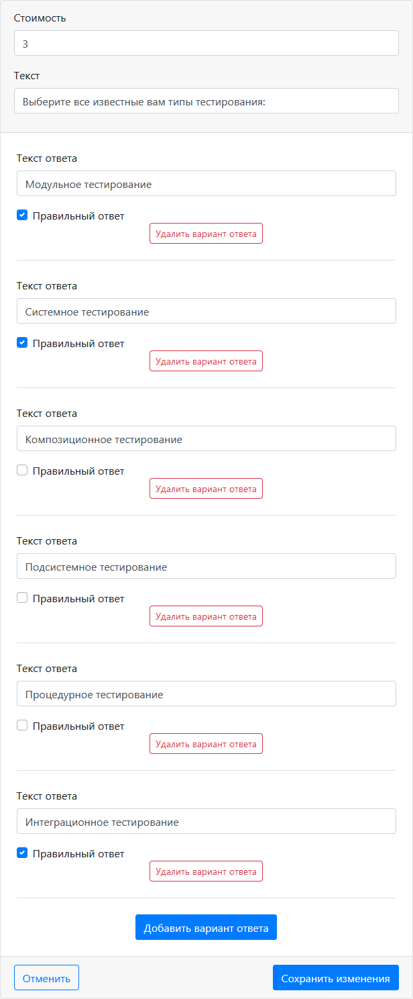 Стоимость
3
Текст
Выберите все известные вам типы тестирования:
Текст ответа
Модульное тестирование
Правильный ответ
Удалить вариант ответа
Текст ответа
Системное тестирование
Правильный ответ
Удалить вариант ответа
Текст ответа
Композиционное тестирование
Правильный ответ
Удалить вариант ответа
Текст ответа
Подсистемное тестирование
Правильный ответ
Удалить вариант ответа
Текст ответа
Процедурное тестирование
Правильный ответ
Удалить вариант ответа
Текст ответа
Интеграционное тестирование
Правильный ответ
Удалить вариант ответа
Добавить вариант ответа
Отменить
Сохранить изменения